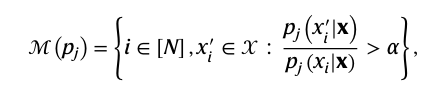 ℳ(p_j) = { i ∈ [N], x′_i ∈ 𝒳 : p_j(x′_i|𝐱) / p_j(x_i|𝐱) > α },